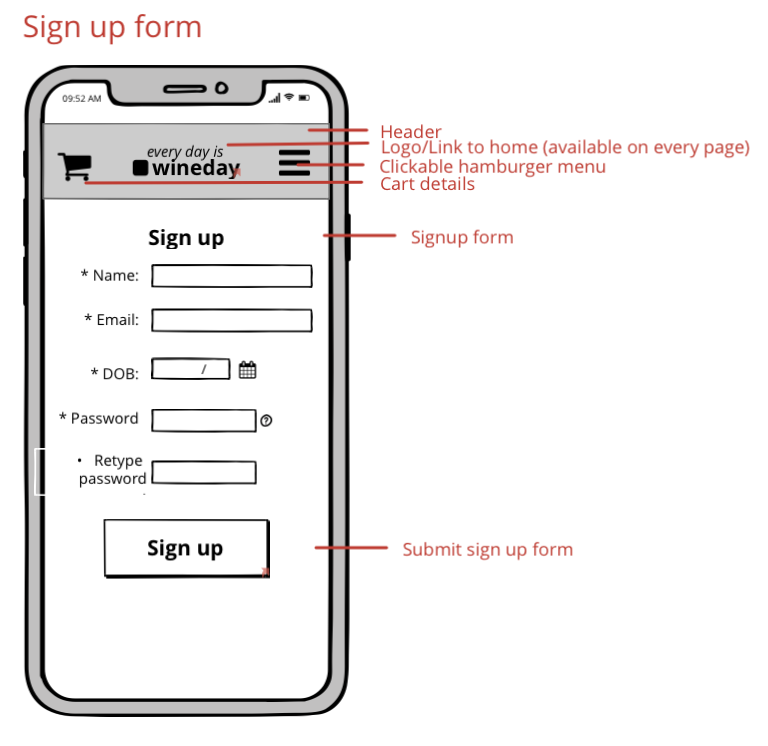 Sign up form
09:52 AM
Header
every day is
Logo/Link to home (available on every page)
wineday
Clickable hamburger menu
Cart details
Sign up
Signup form
* Name:
* Email:
* DOB:
/
* Password
?
• Retype
password
Sign up
Submit sign up form